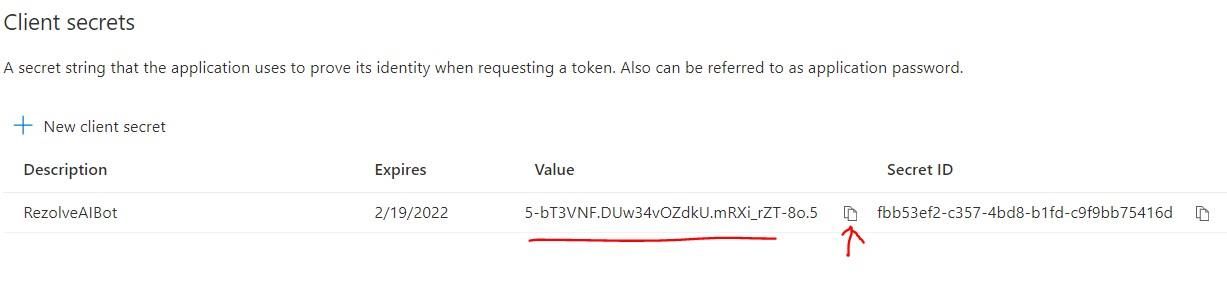 Client secrets
A secret string that the application uses to prove its identity when requesting a token. Also can be referred to as application password.
New client secret
Description Expires Value Secret ID
RezolveAIBot 2/19/2022 5-bT3VNF.DUw34vOZdkU.mRXi_rZT-8o.5 fbb53ef2-c357-4bd8-b1fd-c9f9bb75416d